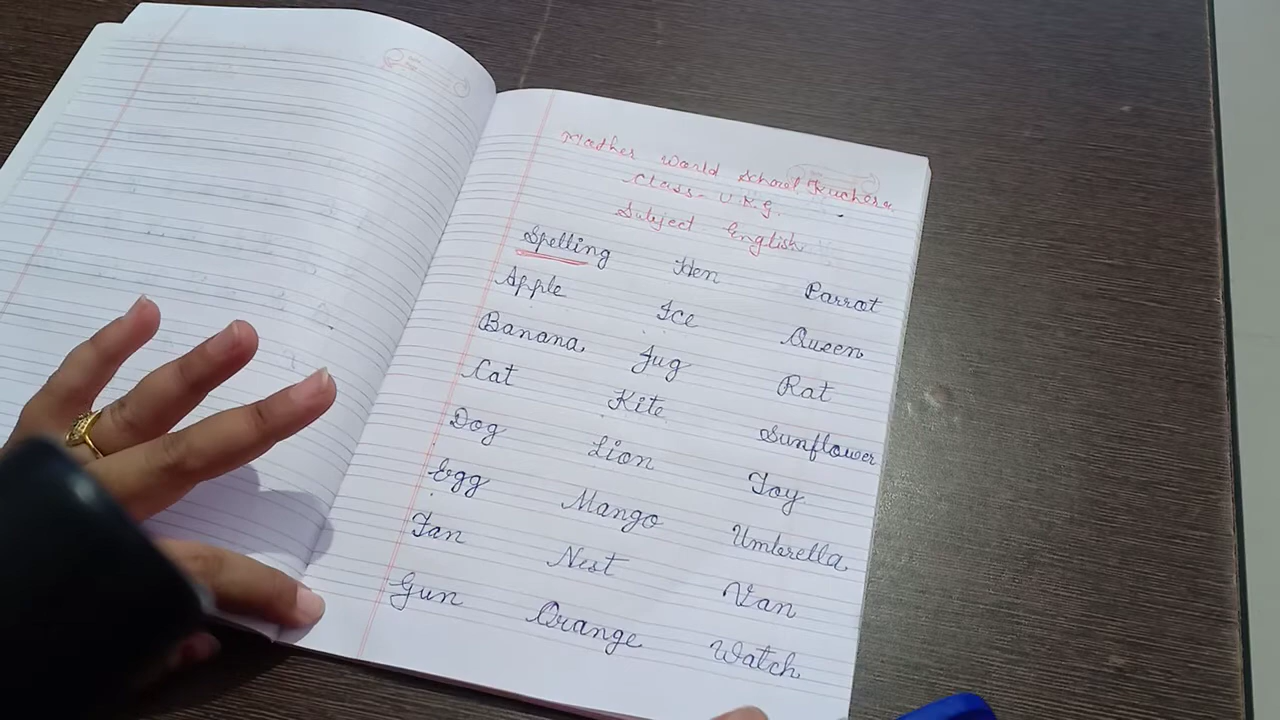 Mother World School, Kuchera.
Class- U.K.G.
Subject English
Spelling Hen Parrot
Apple Ice Queen
Banana Jug Rat
Cat Kite Sunflower
Dog Lion Toy
Egg Mango Umbrella
Fan Nest Van
Gun Orange Watch